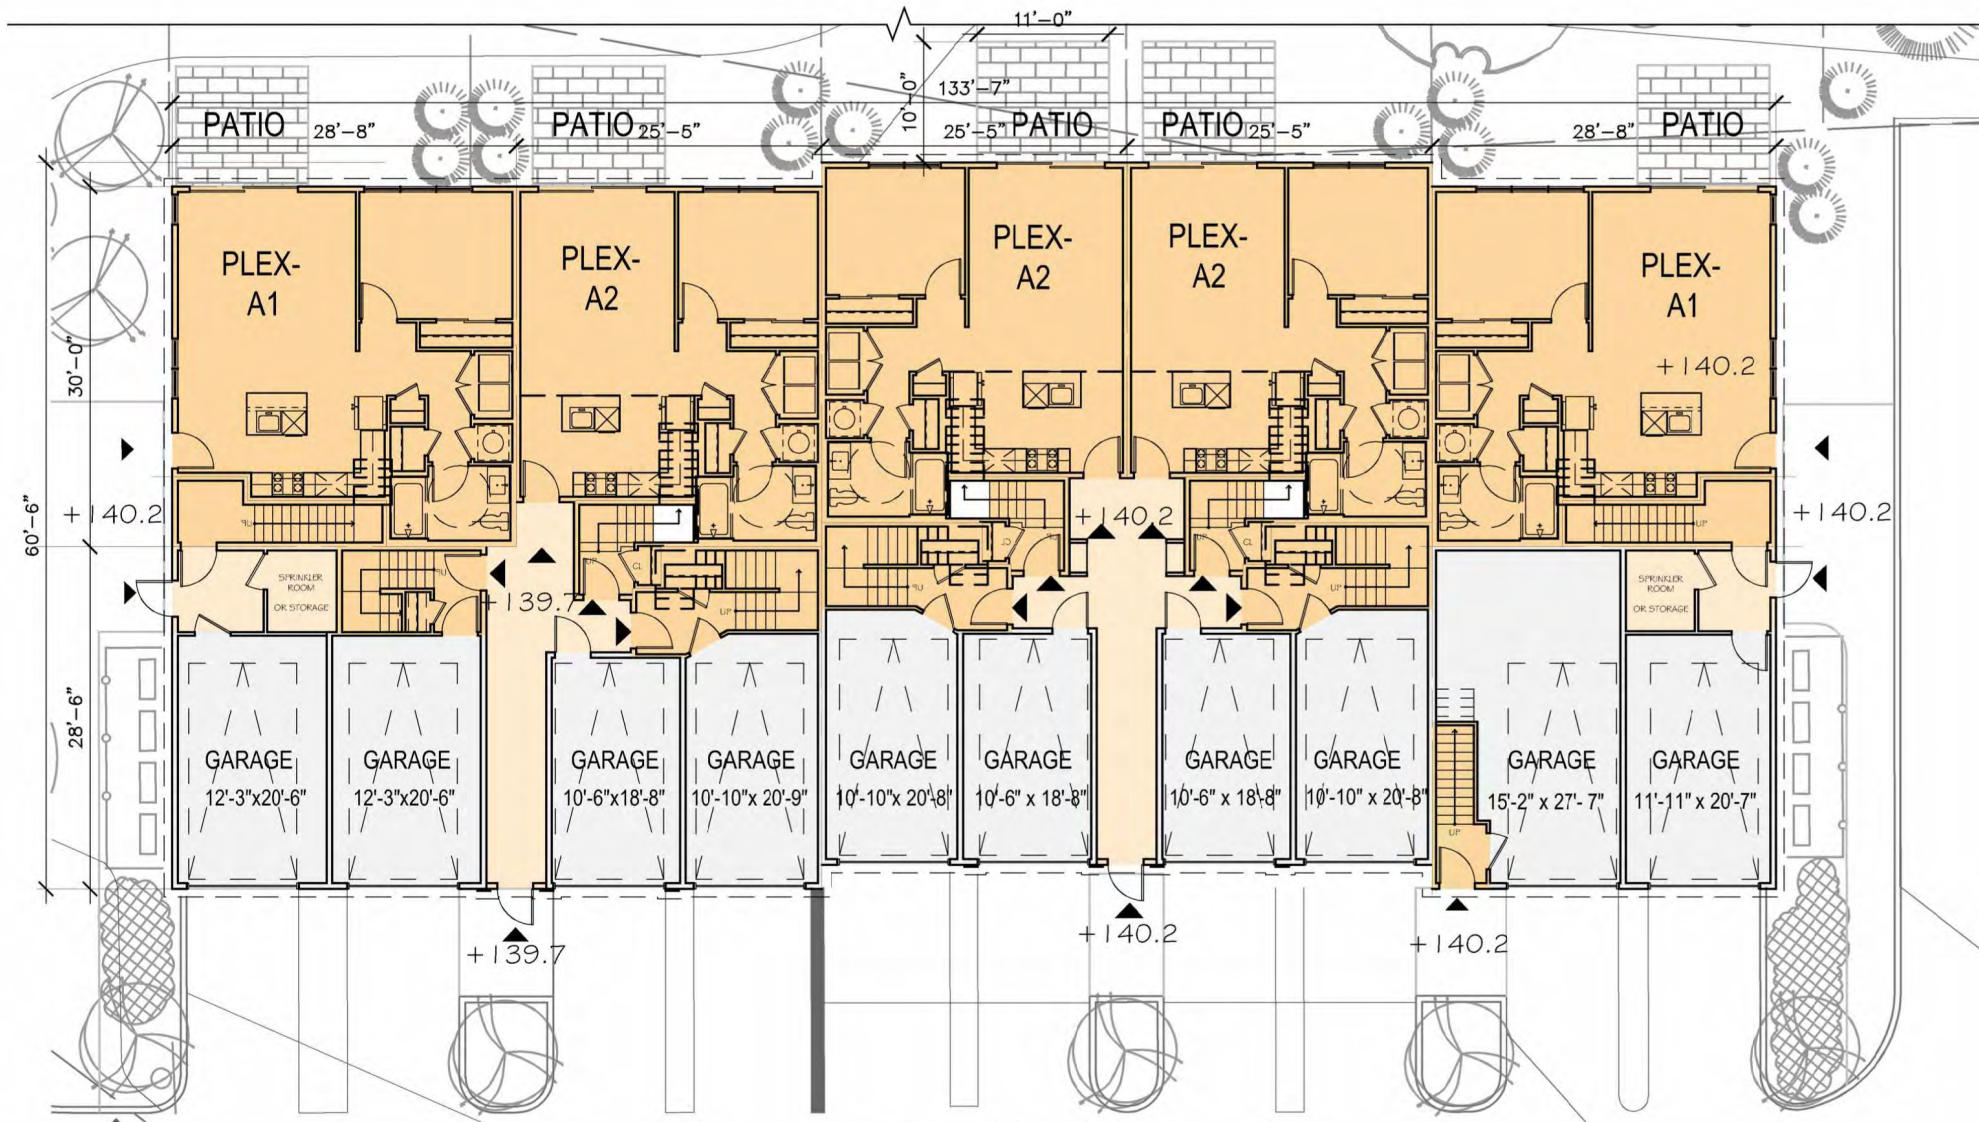 11'-0"
133'-7"
10'-0"
PATIO 28'-8"
PATIO 25'-5"
25'-5" PATIO
PATIO 25'-5"
28'-8" PATIO
PLEX-
A1
PLEX-
A2
PLEX-
A2
PLEX-
A2
PLEX-
A1
30'-0"
+140.2
60'-6"
+140.2
UP
+140.2
UP
+140.2
CL
CL
UP
UP
CL
SPRINKLER
ROOM
OR STORAGE
+139.7
UP
UP
UP
UP
SPRINKLER
ROOM
OR STORAGE
28'-6"
GARAGE
12'-3"x20'-6"
GARAGE
12'-3"x20'-6"
GARAGE
10'-6"x18'-8"
GARAGE
10'-10"x 20'-9"
GARAGE
10'-10"x 20'-8"
GARAGE
10'-6" x 18'-8"
GARAGE
10'-6" x 18'-8"
GARAGE
10'-10" x 20'-8"
GARAGE
15'-2" x 27'- 7"
GARAGE
11'-11" x 20'-7"
UP
+139.7
+140.2
+140.2